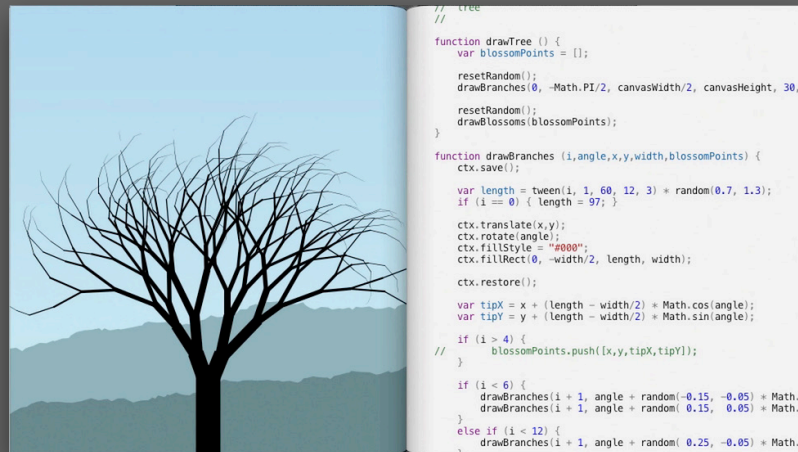 // tree
//
function drawTree () {
var blossomPoints = [];
resetRandom();
drawBranches(0, -Math.PI/2, canvasWidth/2, canvasHeight, 30,
resetRandom();
drawBlossoms(blossomPoints);
}
function drawBranches (i,angle,x,y,width,blossomPoints) {
ctx.save();
var length = tween(i, 1, 60, 12, 3) * random(0.7, 1.3);
if (i == 0) { length = 97; }
ctx.translate(x,y);
ctx.rotate(angle);
ctx.fillStyle = "#000";
ctx.fillRect(0, -width/2, length, width);
ctx.restore();
var tipX = x + (length - width/2) * Math.cos(angle);
var tipY = y + (length - width/2) * Math.sin(angle);
if (i > 4) {
// blossomPoints.push([x,y,tipX,tipY]);
}
if (i < 6) {
drawBranches(i + 1, angle + random(-0.15, -0.05) * Math.
drawBranches(i + 1, angle + random( 0.15, 0.05) * Math.
}
else if (i < 12) {
drawBranches(i + 1, angle + random( 0.25, -0.05) * Math.